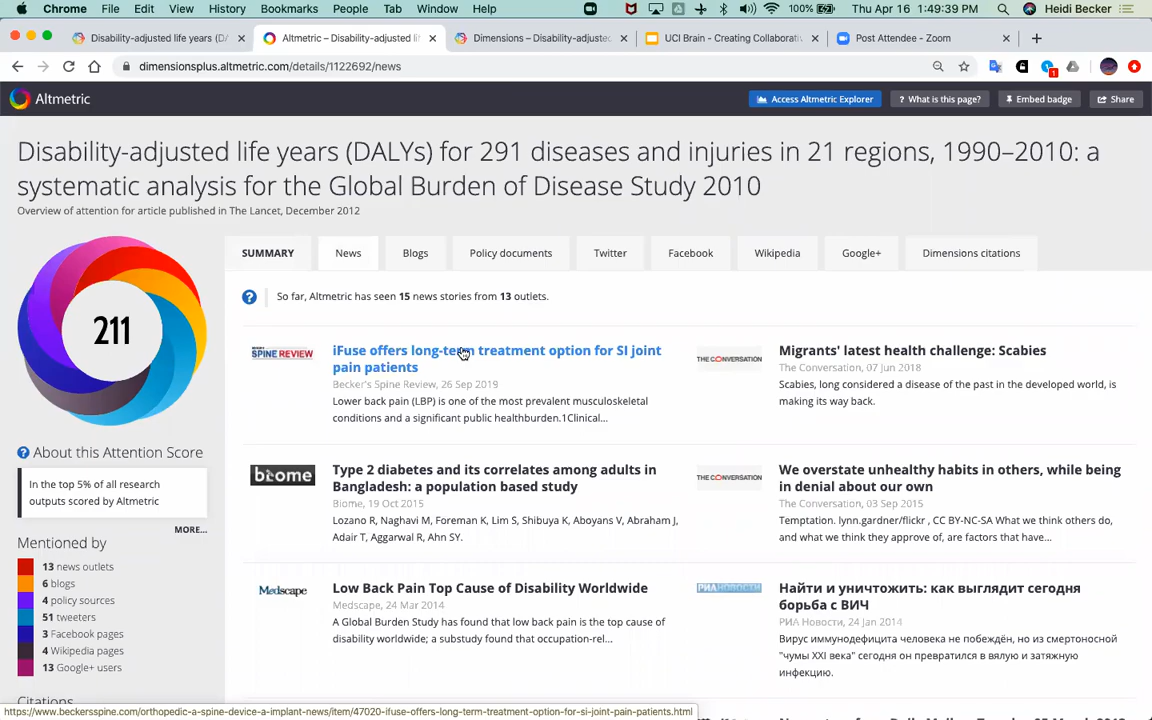 Chrome File Edit View History Bookmarks People Tab Window Help 100% Thu Apr 16 1:49:39 PM Heidi Becker
Disability-adjusted life years (D/ Altmetric – Disability-adjusted li Dimensions – Disability-adjuste UCI Brain - Creating Collaborati Post Attendee - Zoom
dimensionsplus.altmetric.com/details/1122692/news
Altmetric Access Altmetric Explorer ? What is this page? Embed badge Share
Disability-adjusted life years (DALYs) for 291 diseases and injuries in 21 regions, 1990–2010: a
systematic analysis for the Global Burden of Disease Study 2010
Overview of attention for article published in The Lancet, December 2012
211
SUMMARY News Blogs Policy documents Twitter Facebook Wikipedia Google+ Dimensions citations
? So far, Altmetric has seen 15 news stories from 13 outlets.
SPINE REVIEW
iFuse offers long-term treatment option for SI joint
pain patients
Becker's Spine Review, 26 Sep 2019
Lower back pain (LBP) is one of the most prevalent musculoskeletal
conditions and a significant public healthburden.1Clinical...
THE CONVERSATION
Migrants' latest health challenge: Scabies
The Conversation, 07 Jun 2018
Scabies, long considered a disease of the past in the developed world, is
making its way back.
biome
Type 2 diabetes and its correlates among adults in
Bangladesh: a population based study
Biome, 19 Oct 2015
Lozano R, Naghavi M, Foreman K, Lim S, Shibuya K, Aboyans V, Abraham J,
Adair T, Aggarwal R, Ahn SY.
THE CONVERSATION
We overstate unhealthy habits in others, while being
in denial about our own
The Conversation, 03 Sep 2015
Temptation. lynn.gardner/flickr , CC BY-NC-SA What we think others do,
and what we think they approve of, are factors that have...
Medscape
Low Back Pain Top Cause of Disability Worldwide
Medscape, 24 Mar 2014
A Global Burden Study has found that low back pain is the top cause of
disability worldwide; a substudy found that occupation-rel...
РИАНОВОСТИ
Найти и уничтожить: как выглядит сегодня
борьба с ВИЧ
РИА Новости, 24 Jan 2014
Вирус иммунодефицита человека не побеждён, но из смертоносной
"чумы XXI века" сегодня он превратился в вялую и затяжную
инфекцию.
? About this Attention Score
In the top 5% of all research
outputs scored by Altmetric
MORE...
Mentioned by
13 news outlets
6 blogs
4 policy sources
51 tweeters
3 Facebook pages
4 Wikipedia pages
13 Google+ users
Citations
https://www.beckersspine.com/orthopedic-a-spine-device-a-implant-news/item/47020-ifuse-offers-long-term-treatment-option-for-si-joint-pain-patients.html